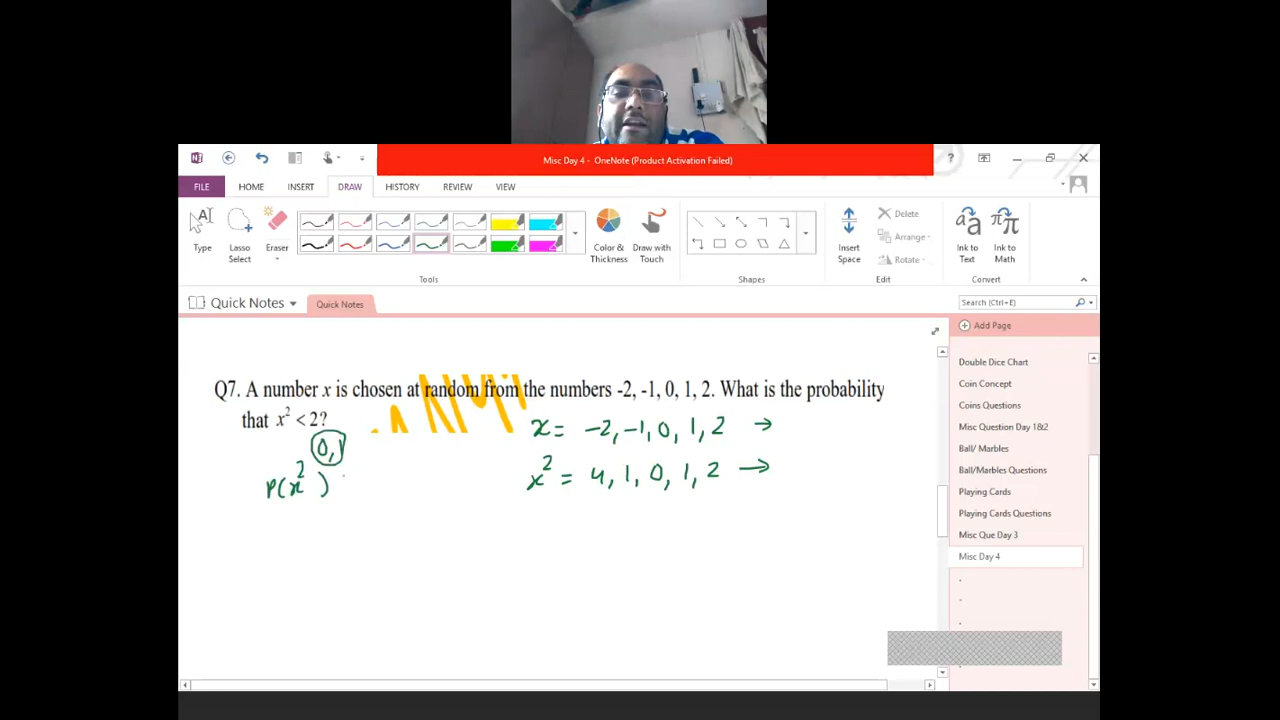 Misc Day 4 - OneNote (Product Activation Failed)
FILE HOME INSERT DRAW HISTORY REVIEW VIEW
Type
Lasso Select
Eraser
Color & Thickness
Draw with Touch
Insert Space
Delete
Arrange
Rotate
Ink to Text
Ink to Math
Tools Shapes Edit Convert
Quick Notes Quick Notes
Search (Ctrl+E)
Add Page
Double Dice Chart
Coin Concept
Coins Questions
Misc Question Day 1&2
Ball/ Marbles
Ball/Marbles Questions
Playing Cards
Playing Cards Questions
Misc Que Day 3
Misc Day 4
Q7. A number x is chosen at random from the numbers -2, -1, 0, 1, 2. What is the probability
that x² < 2?
x = -2, -1, 0, 1, 2 →
0, 1
x² = 4, 1, 0, 1, 2 →
P(x² )